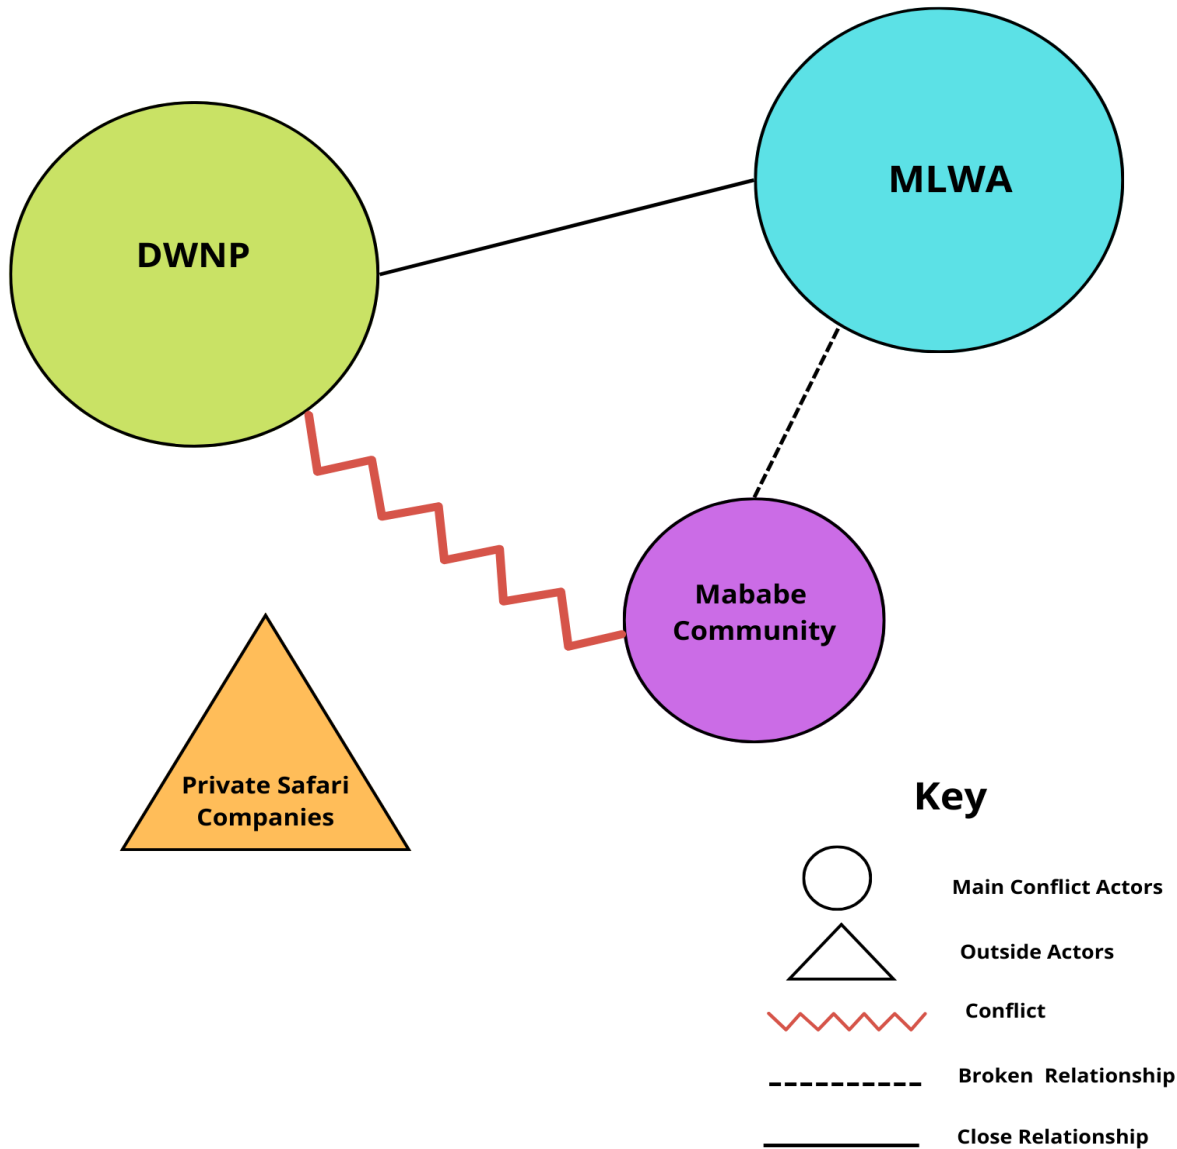 MLWA
DWNP
Mababe
Community
Private Safari
Companies
Key
Main Conflict Actors
Outside Actors
Conflict
Broken  Relationship
Close Relationship